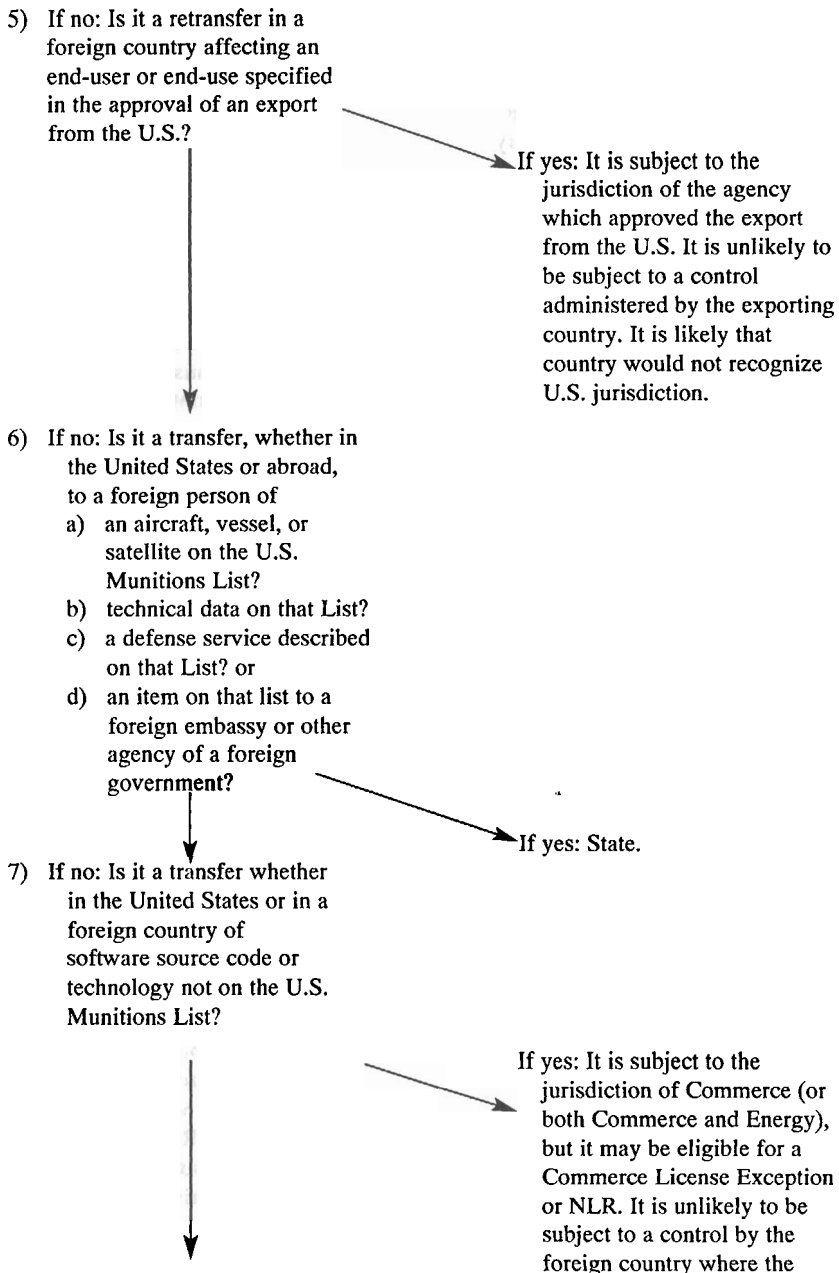 5) If no: Is it a retransfer in a
foreign country affecting an
end-user or end-use specified
in the approval of an export
from the U.S.?
If yes: It is subject to the
jurisdiction of the agency
which approved the export
from the U.S. It is unlikely to
be subject to a control
administered by the exporting
country. It is likely that
country would not recognize
U.S. jurisdiction.
6) If no: Is it a transfer, whether in
the United States or abroad,
to a foreign person of
a) an aircraft, vessel, or
satellite on the U.S.
Munitions List?
b) technical data on that List?
c) a defense service described
on that List? or
d) an item on that list to a
foreign embassy or other
agency of a foreign
government?
If yes: State.
7) If no: Is it a transfer whether
in the United States or in a
foreign country of
software source code or
technology not on the U.S.
Munitions List?
If yes: It is subject to the
jurisdiction of Commerce (or
both Commerce and Energy),
but it may be eligible for a
Commerce License Exception
or NLR. It is unlikely to be
subject to a control by the
foreign country where the